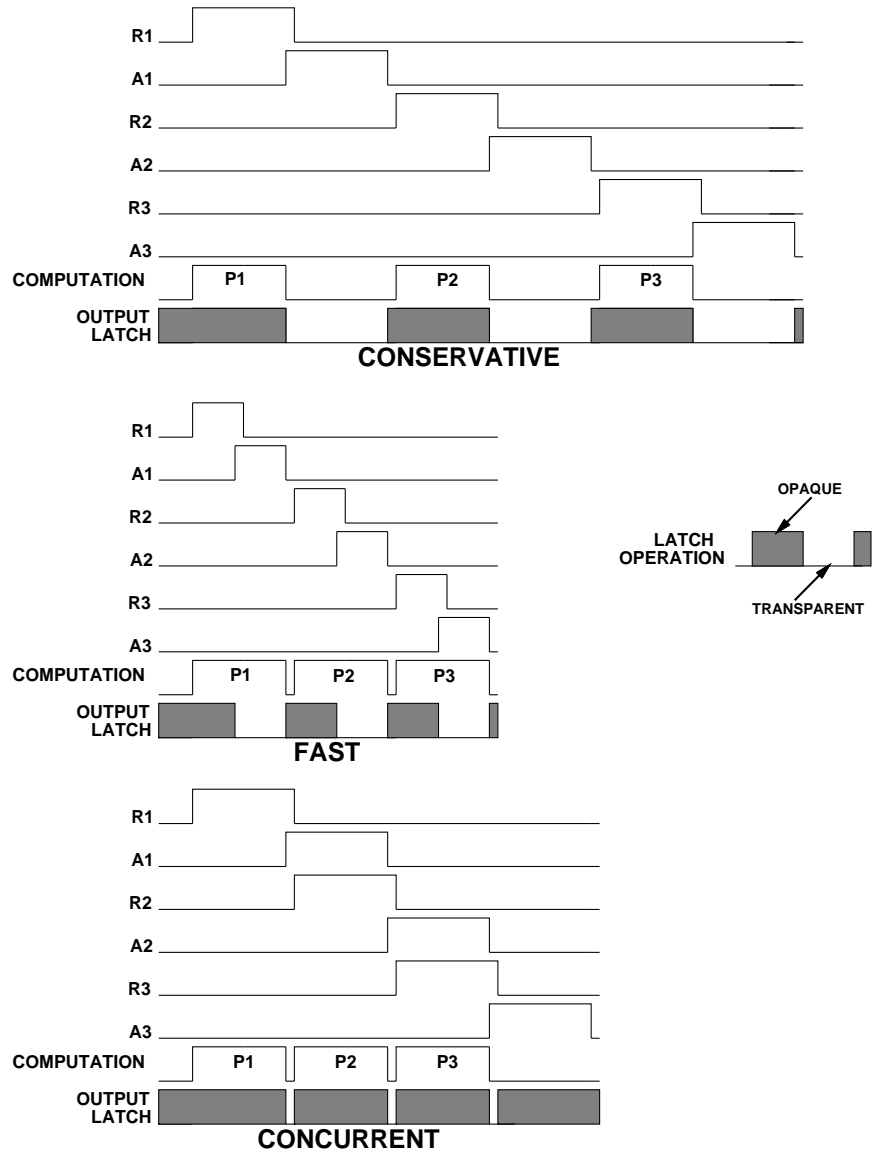 R1
A1
R2
A2
R3
A3
COMPUTATION P1 P2 P3
OUTPUT
LATCH
CONSERVATIVE
R1
A1
R2
A2
R3
A3
COMPUTATION P1 P2 P3
OUTPUT
LATCH
FAST
OPAQUE
LATCH
OPERATION
TRANSPARENT
R1
A1
R2
A2
R3
A3
COMPUTATION P1 P2 P3
OUTPUT
LATCH
CONCURRENT